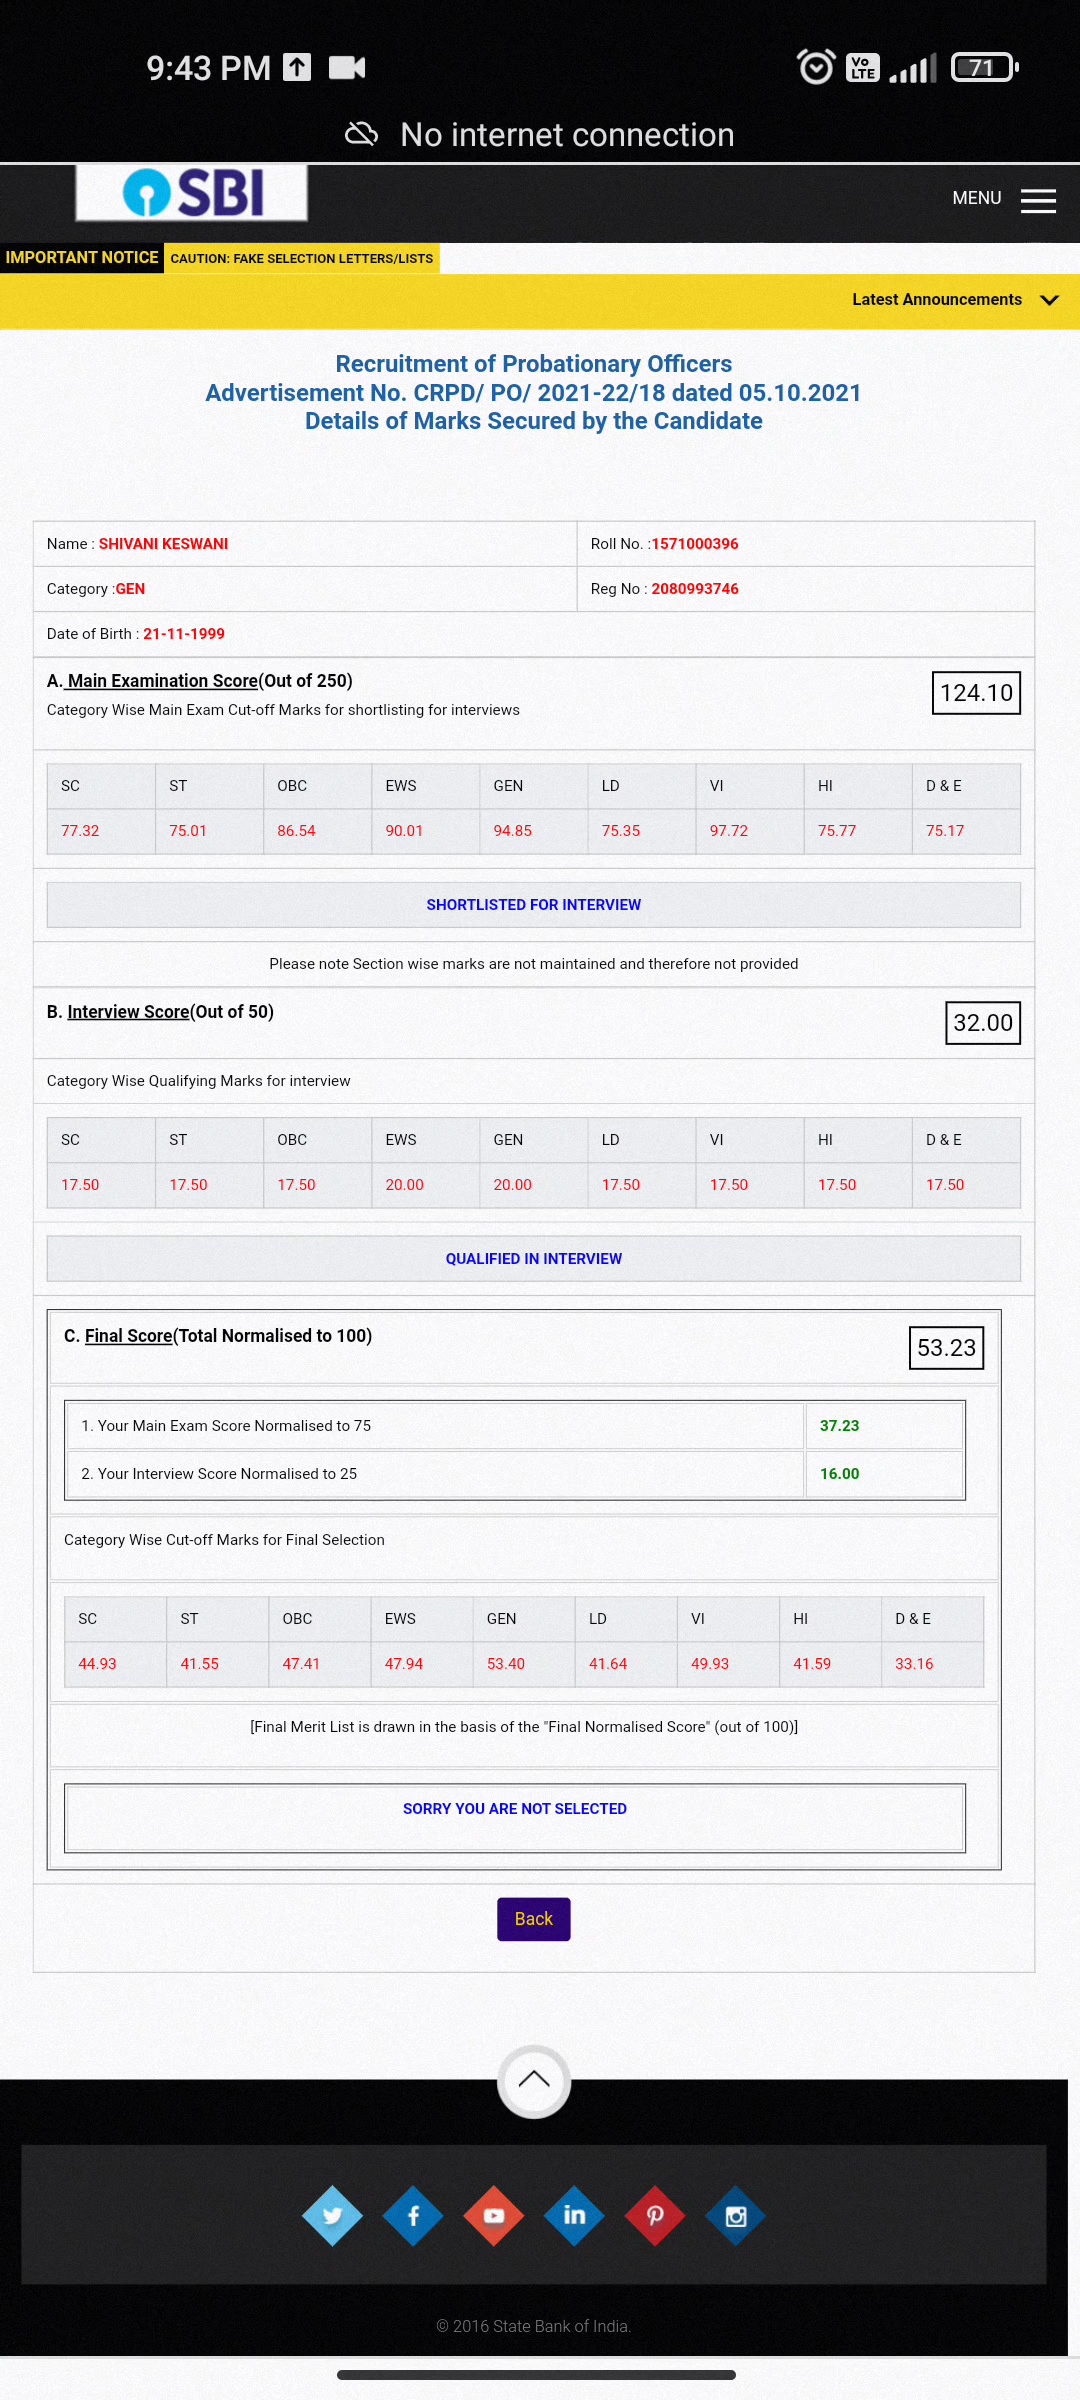 9:43 PM
Vo LTE
71
No internet connection
SBI
MENU
IMPORTANT NOTICE CAUTION: FAKE SELECTION LETTERS/LISTS
Latest Announcements
Recruitment of Probationary Officers
Advertisement No. CRPD/ PO/ 2021-22/18 dated 05.10.2021
Details of Marks Secured by the Candidate
Name : SHIVANI KESWANI Roll No. :1571000396
Category :GEN Reg No : 2080993746
Date of Birth : 21-11-1999
A. Main Examination Score(Out of 250) 124.10
Category Wise Main Exam Cut-off Marks for shortlisting for interviews
SC ST OBC EWS GEN LD VI HI D & E
77.32 75.01 86.54 90.01 94.85 75.35 97.72 75.77 75.17
SHORTLISTED FOR INTERVIEW
Please note Section wise marks are not maintained and therefore not provided
B. Interview Score(Out of 50) 32.00
Category Wise Qualifying Marks for interview
SC ST OBC EWS GEN LD VI HI D & E
17.50 17.50 17.50 20.00 20.00 17.50 17.50 17.50 17.50
QUALIFIED IN INTERVIEW
C. Final Score(Total Normalised to 100) 53.23
1. Your Main Exam Score Normalised to 75 37.23
2. Your Interview Score Normalised to 25 16.00
Category Wise Cut-off Marks for Final Selection
SC ST OBC EWS GEN LD VI HI D & E
44.93 41.55 47.41 47.94 53.40 41.64 49.93 41.59 33.16
[Final Merit List is drawn in the basis of the "Final Normalised Score" (out of 100)]
SORRY YOU ARE NOT SELECTED
Back
© 2016 State Bank of India.